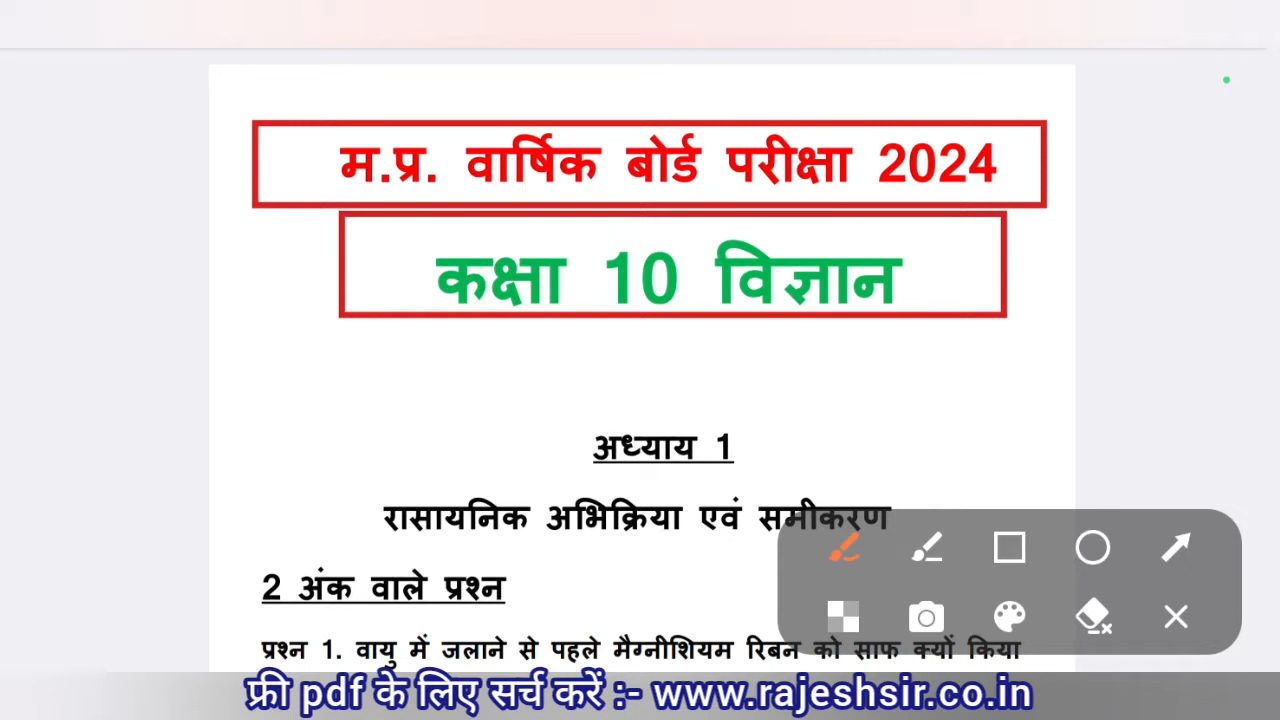 म.प्र. वार्षिक बोर्ड परीक्षा 2024
कक्षा 10 विज्ञान
अध्याय 1
रासायनिक अभिक्रिया एवं समीकरण
2 अंक वाले प्रश्न
प्रश्न 1. वायु में जलाने से पहले मैग्नीशियम रिबन को साफ क्यों किया
फ्री pdf के लिए सर्च करें :- www.rajeshsir.co.in